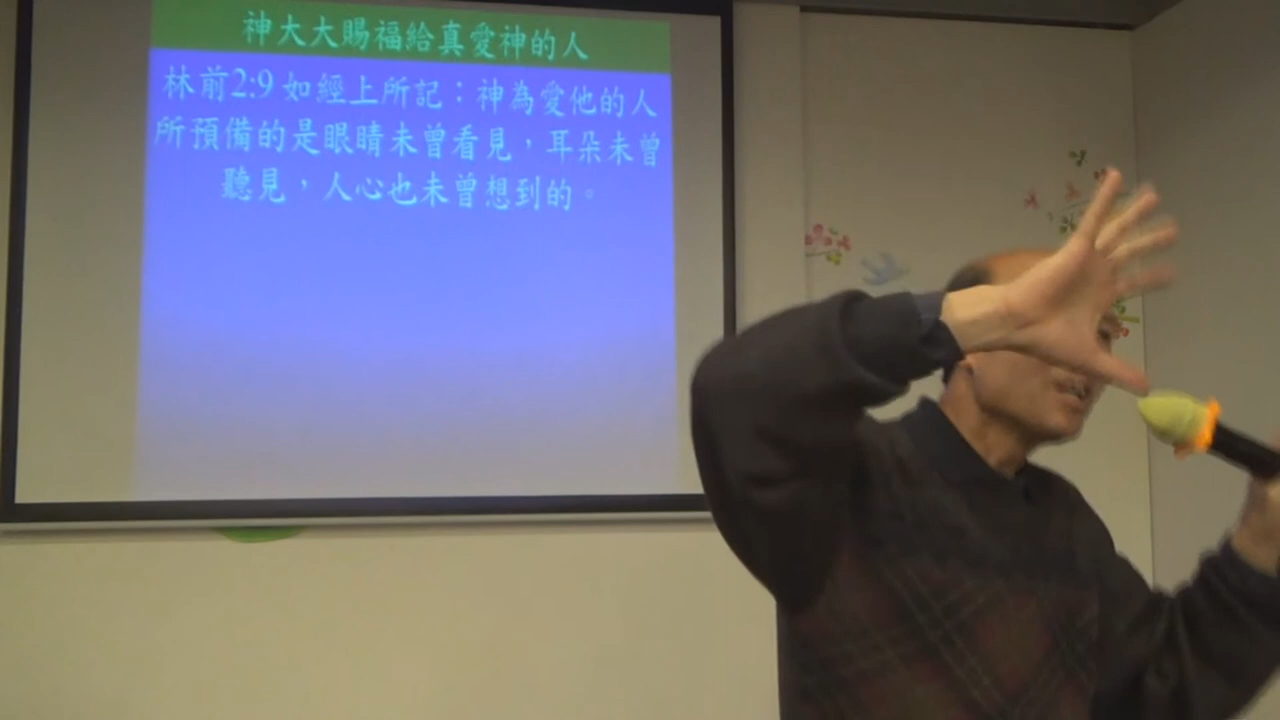 神大大賜福給真愛神的人
林前2:9 如經上所記：神為愛他的人
所預備的是眼睛未曾看見，耳朵未曾
聽見，人心也未曾想到的。